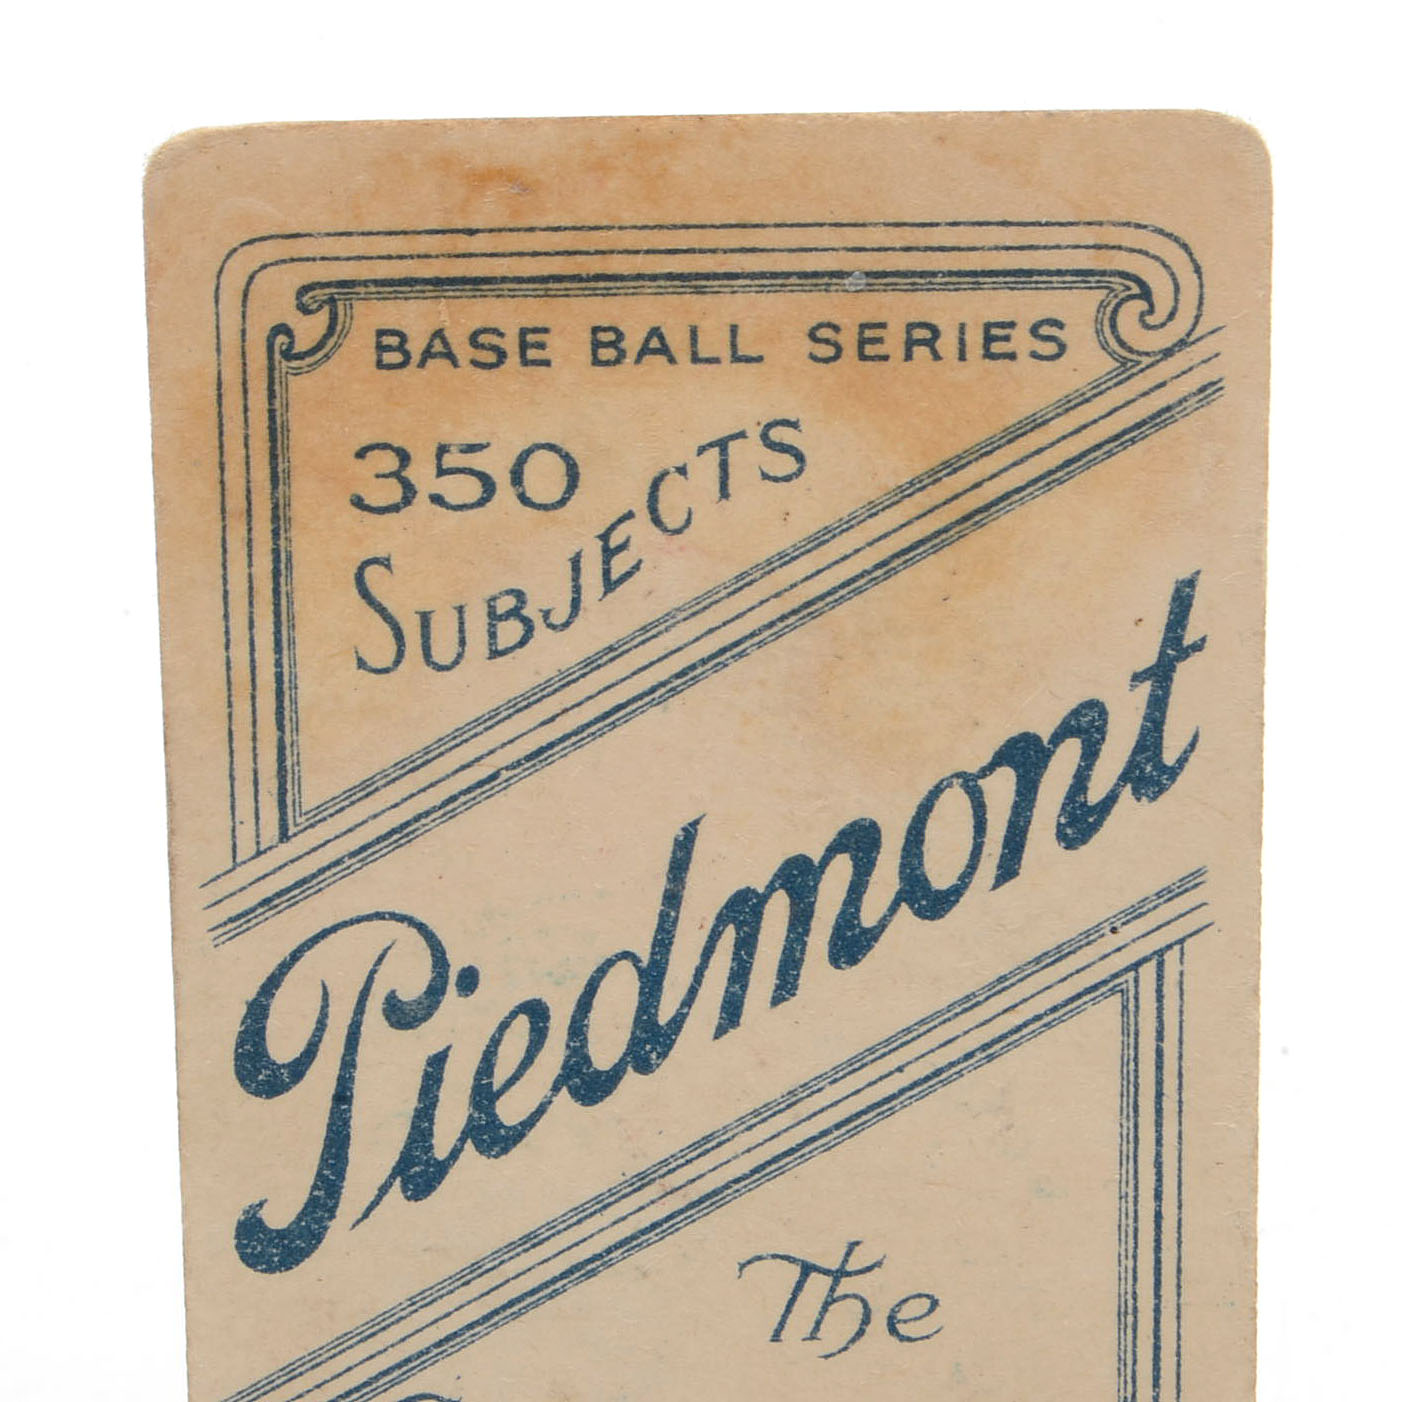 BASE BALL SERIES
350
SUBJECTS
Piedmont
The